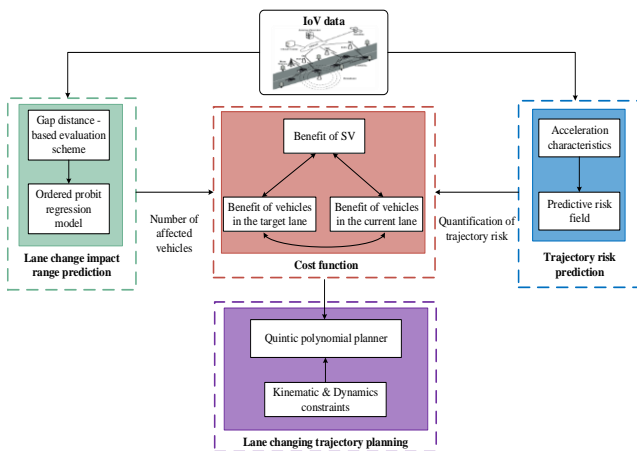 IoV data
Gap distance -
based evaluation
scheme
Ordered probit
regression
model
Lane change impact
range prediction
Number of
affected
vehicles
Benefit of SV
Benefit of vehicles
in the target lane
Benefit of vehicles
in the current lane
Cost function
Quantification of
trajectory risk
Acceleration
characteristics
Predictive risk
field
Trajectory risk
prediction
Quintic polynomial planner
Kinematic & Dynamics
constraints
Lane changing trajectory planning